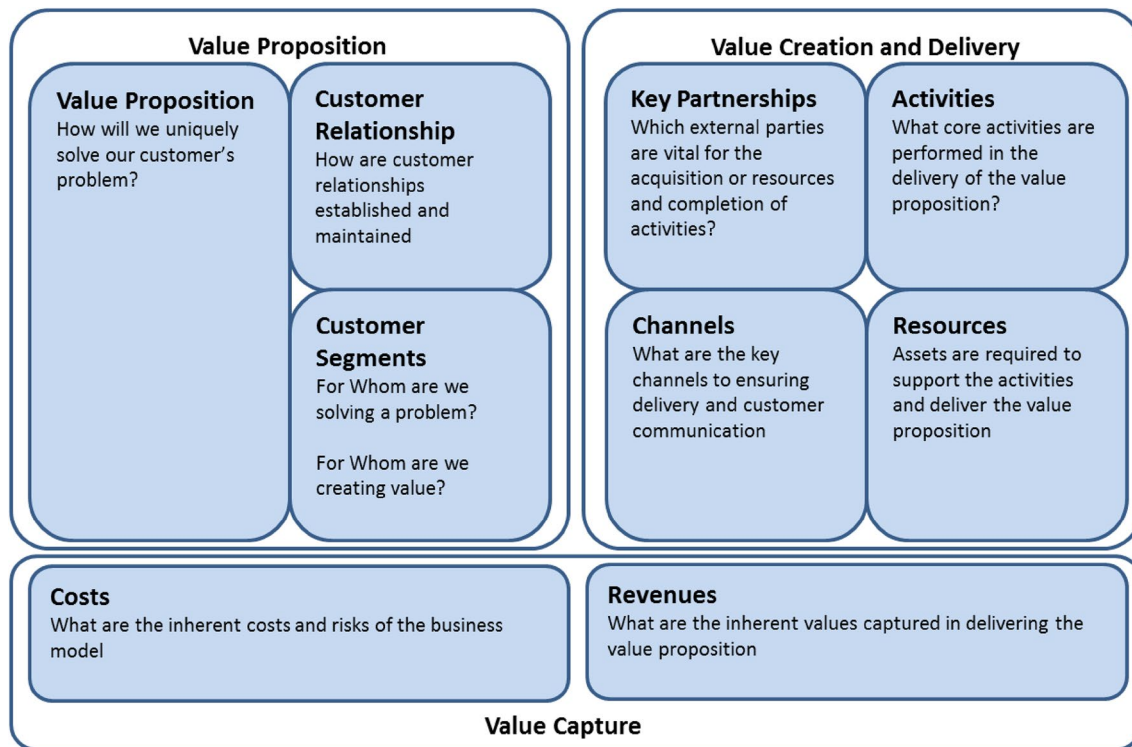 Value Proposition
Value Proposition
How will we uniquely
solve our customer's
problem?
Customer
Relationship
How are customer
relationships
established and
maintained
Customer
Segments
For Whom are we
solving a problem?
For Whom are we
creating value?
Value Creation and Delivery
Key Partnerships
Which external parties
are vital for the
acquisition or resources
and completion of
activities?
Activities
What core activities are
performed in the
delivery of the value
proposition?
Channels
What are the key
channels to ensuring
delivery and customer
communication
Resources
Assets are required to
support the activities
and deliver the value
proposition
Costs
What are the inherent costs and risks of the business
model
Revenues
What are the inherent values captured in delivering the
value proposition
Value Capture